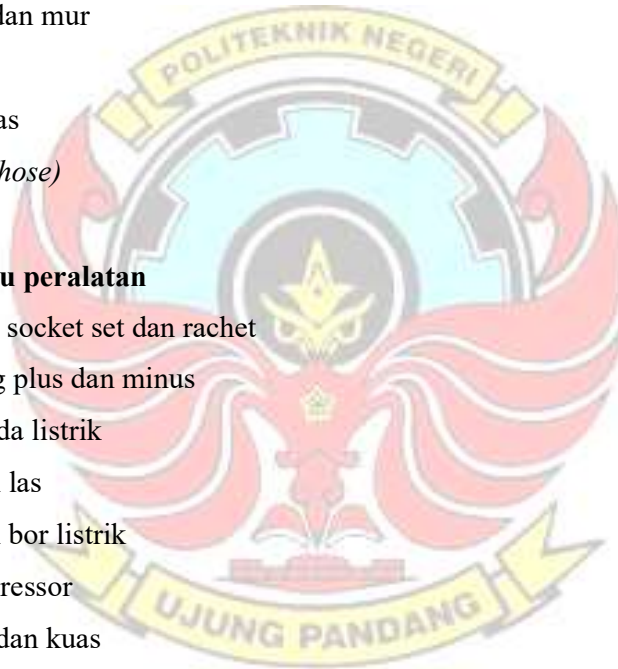 dan mur
POLITEKNIK NEGERI
as
hose)
u peralatan
socket set dan rachet
g plus dan minus
da listrik
las
bor listrik
ressor
dan kuas
UJUNG PANDANG